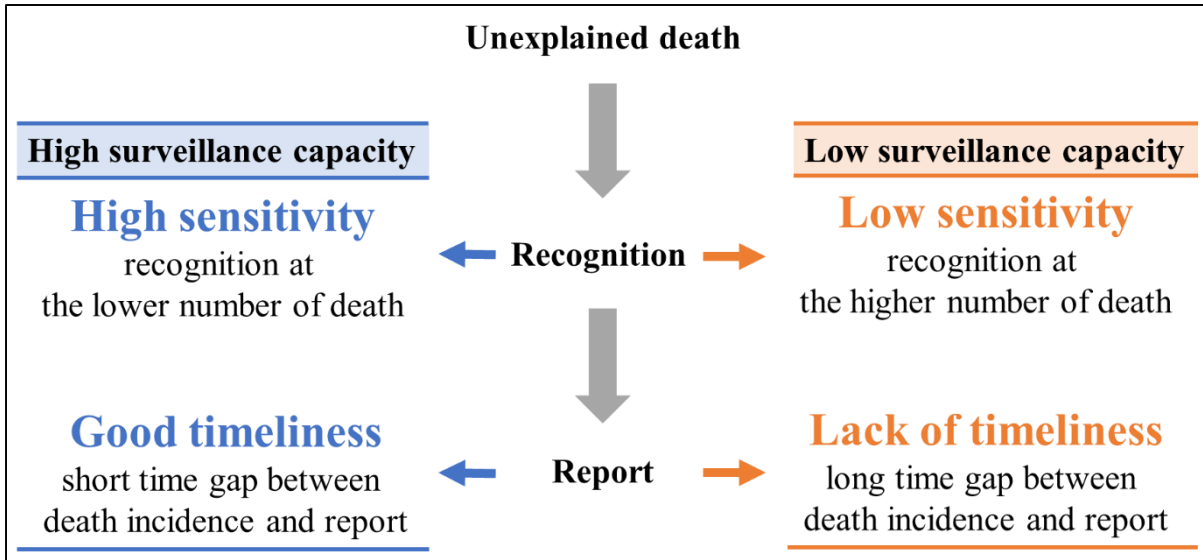 Unexplained death
High surveillance capacity
High sensitivity
recognition at
the lower number of death
Good timeliness
short time gap between
death incidence and report
Recognition
Report
Low surveillance capacity
Low sensitivity
recognition at
the higher number of death
Lack of timeliness
long time gap between
death incidence and report